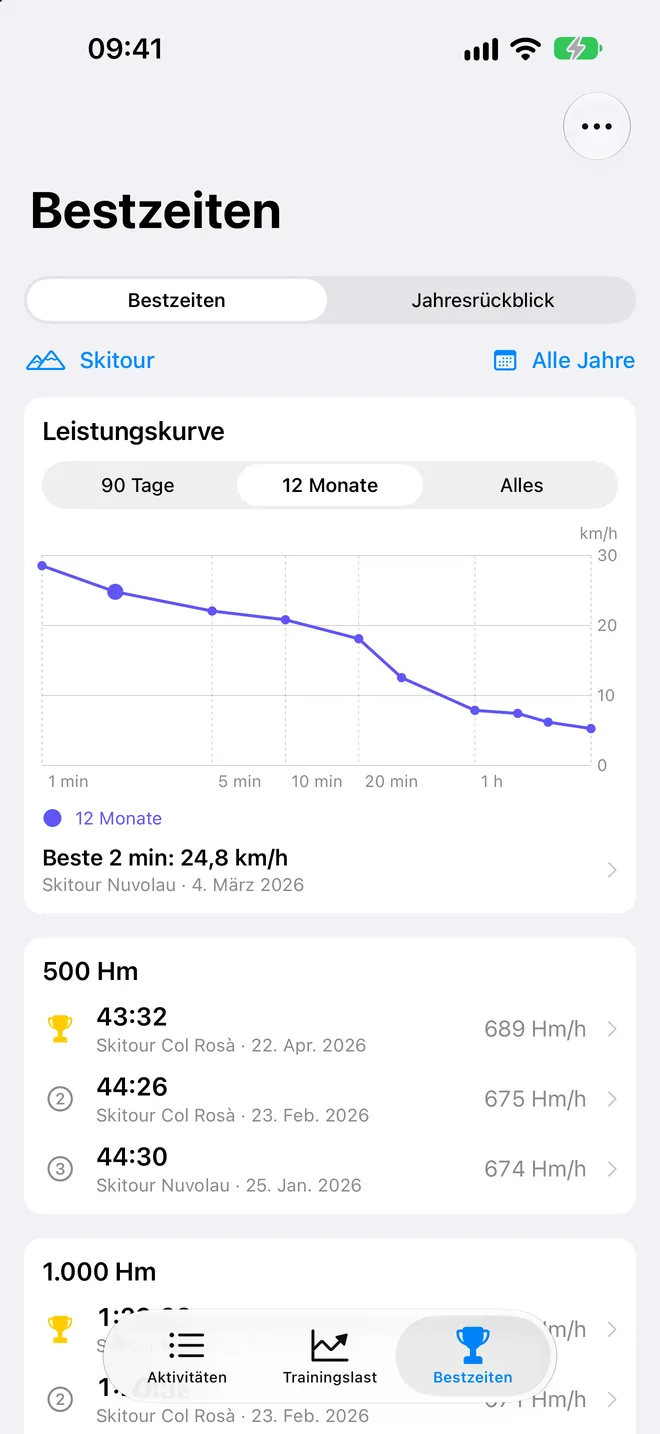 09:41
Bestzeiten
Bestzeiten Jahresrückblick
Skitour Alle Jahre
Leistungskurve
90 Tage 12 Monate Alles
km/h
30
20
10
0
1 min 5 min 10 min 20 min 1 h
12 Monate
Beste 2 min: 24,8 km/h
Skitour Nuvolau · 4. März 2026
500 Hm
43:32
Skitour Col Rosà · 22. Apr. 2026
689 Hm/h
2
44:26
Skitour Col Rosà · 23. Feb. 2026
675 Hm/h
3
44:30
Skitour Nuvolau · 25. Jan. 2026
674 Hm/h
1.000 Hm
2
Skitour Col Rosà · 23. Feb. 2026
Aktivitäten Trainingslast Bestzeiten